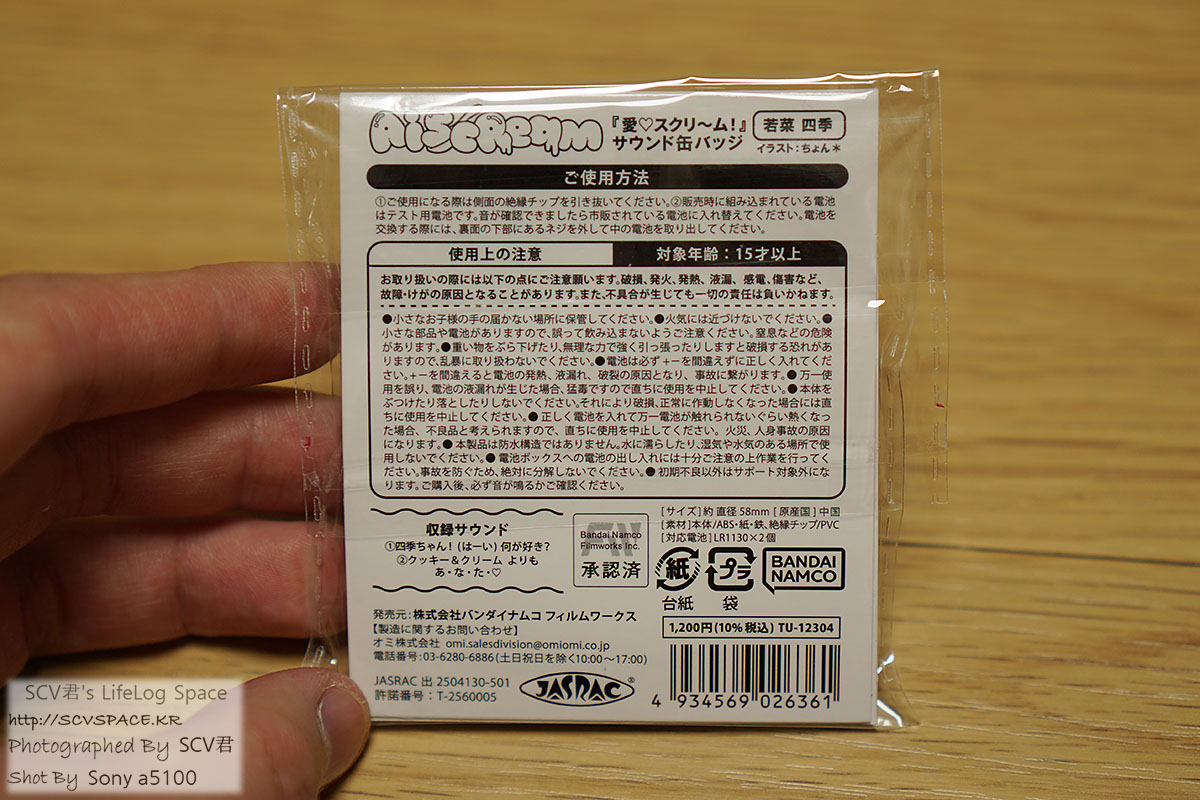 AiScReam
『愛♡スクリ～ム！』
サウンド缶バッジ
若菜 四季
イラスト：ちょん＊
ご使用方法
①ご使用になる際は側面の絶縁チップを引き抜いてください。②販売時に組み込まれている電池
はテスト用電池です。音が確認できましたら市販されている電池に入れ替えてください。電池を
交換する際には、裏面の下部にあるネジを外して中の電池を取り出してください。
使用上の注意
対象年齢：15才以上
お取り扱いの際には以下の点にご注意願います。破損、発火、発熱、液漏、感電、傷害など、
故障・けがの原因となることがあります。また、不具合が生じても一切の責任は負いかねます。
●小さなお子様の手の届かない場所に保管してください。●火気には近づけないでください。●
小さな部品や電池がありますので、誤って飲み込まないようご注意ください。窒息などの危険
があります。●重い物をぶら下げたり、無理な力で強く引っ張ったりしますと破損する恐れがあ
りますので、乱暴に取り扱わないでください。●電池は必ず＋－を間違えずに正しく入れてくだ
さい。＋－を間違えると電池の発熱、液漏れ、破裂の原因となり、事故に繋がります。● 万一使
用を誤り、電池の液漏れが生じた場合、猛毒ですので直ちに使用を中止してください。● 本体を
ぶつけたり落としたりしないでください。それにより破損、正常に作動しなくなった場合には直
ちに使用を中止してください。● 正しく電池を入れて万一電池が触れられないぐらい熱くなっ
た場合、不良品と考えられますので、直ちに使用を中止してください。火災、人身事故の原因
になります。● 本製品は防水構造ではありません。水に濡らしたり、湿気や水気のある場所で使
用しないでください。● 電池ボックスへの電池の出し入れには十分ご注意の上作業を行ってく
ださい。事故を防ぐため、絶対に分解しないでください。● 初期不良以外はサポート対象外にな
ります。ご購入後、必ず音が鳴るかご確認ください。
収録サウンド
①四季ちゃん！（はーい）何が好き？
②クッキー＆クリーム よりも
あ・な・た・♡
Bandai Namco
Filmworks Inc.
承認済
[サイズ]約 直径58mm [原産国]中国
[素材]本体/ABS・紙・鉄、絶縁チップ/PVC
[対応電池]LR1130×2個
紙
プラ
BANDAI
NAMCO
台紙
袋
発売元：株式会社バンダイナムコ フィルムワークス
【製造に関するお問い合わせ】
オミ株式会社 omi.salesdivision@omiomi.co.jp
電話番号：03-6280-6886（土日祝日を除く10:00～17:00）
1,200円(10%税込) TU-12304
JASRAC 出 2504130-501
許諾番号：T-2560005
JASRAC®
4 934569 026361
SCV君's LifeLog Space
http://SCVSPACE.KR
Photographed By SCV君
Shot By Sony a5100